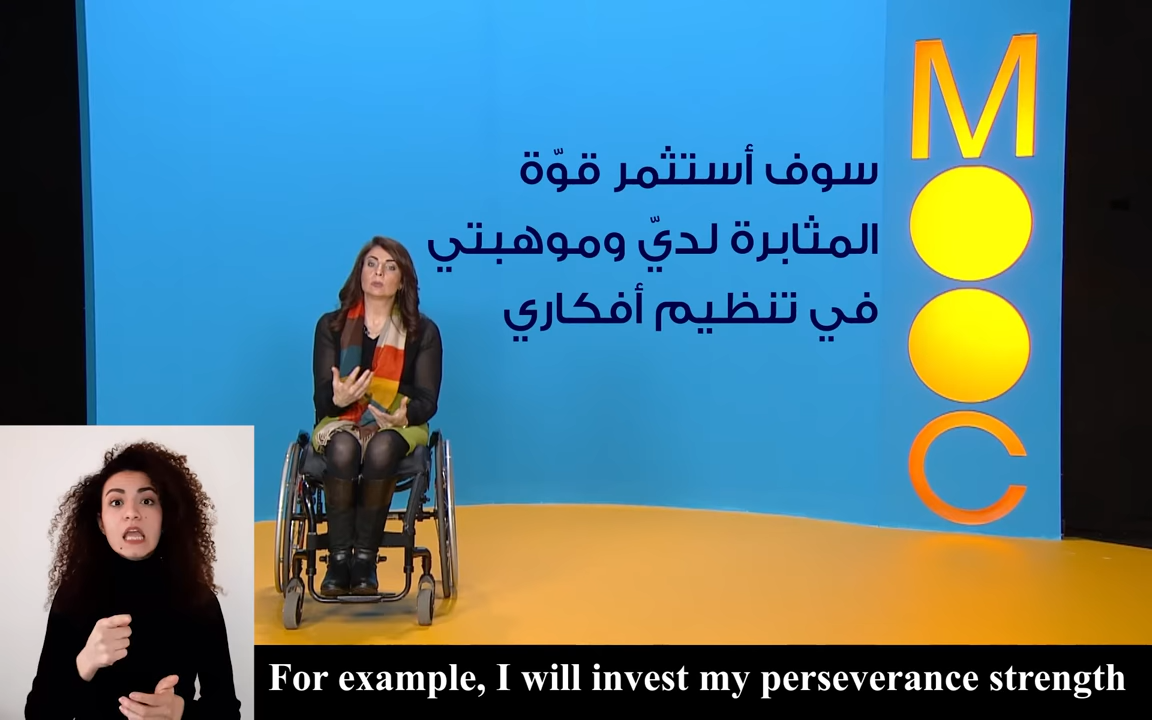 سوف أستثمر قوّة
المثابرة لديّ وموهبتي
في تنظيم أفكاري
MOOC
For example, I will invest my perseverance strength